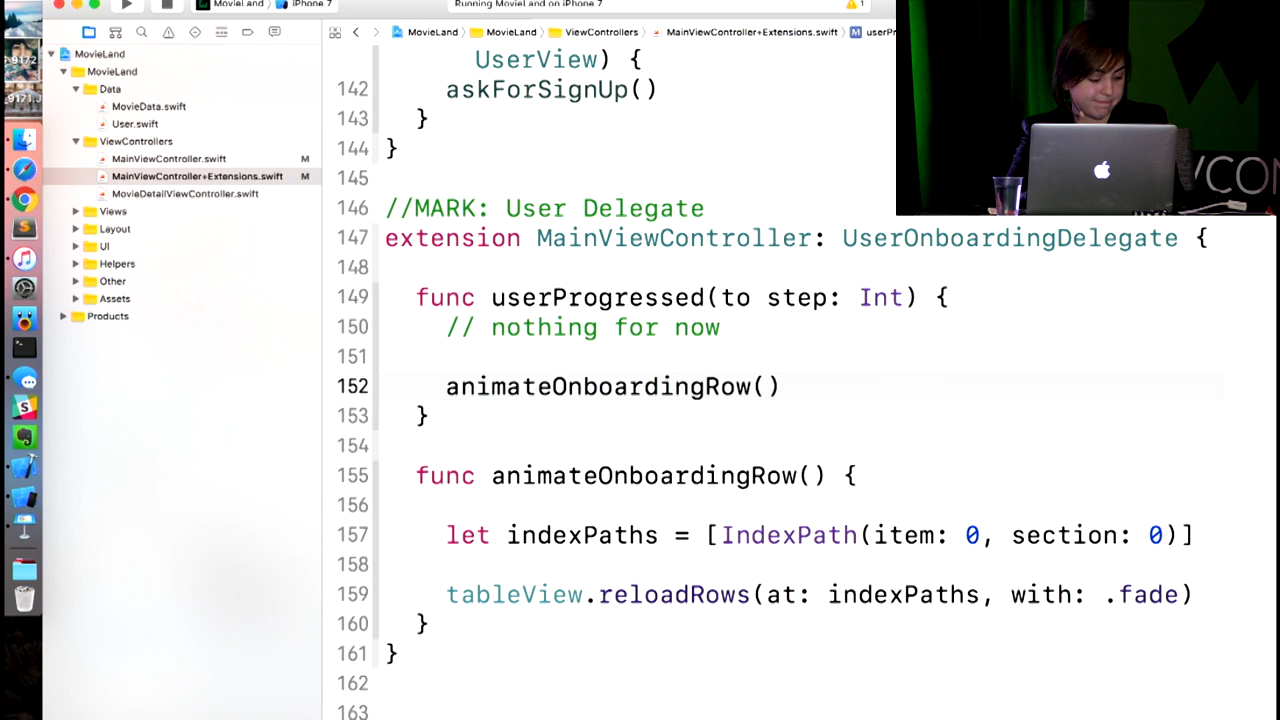 MovieLand
iPhone 7
Running MovieLand on iPhone 7
1
MovieLand
MovieLand
ViewControllers
MainViewController+Extensions.swift
M
MovieLand
MovieLand
Data
MovieData.swift
User.swift
ViewControllers
MainViewController.swift
M
MainViewController+Extensions.swift
M
MovieDetailViewController.swift
Views
Layout
UI
Helpers
Other
Assets
Products
UserView) {
142 askForSignUp()
143 }
144 }
145
146 //MARK: User Delegate
147 extension MainViewController: UserOnboardingDelegate {
148
149 func userProgressed(to step: Int) {
150 // nothing for now
151
152 animateOnboardingRow()
153 }
154
155 func animateOnboardingRow() {
156
157 let indexPaths = [IndexPath(item: 0, section: 0)]
158
159 tableView.reloadRows(at: indexPaths, with: .fade)
160 }
161 }
162
163